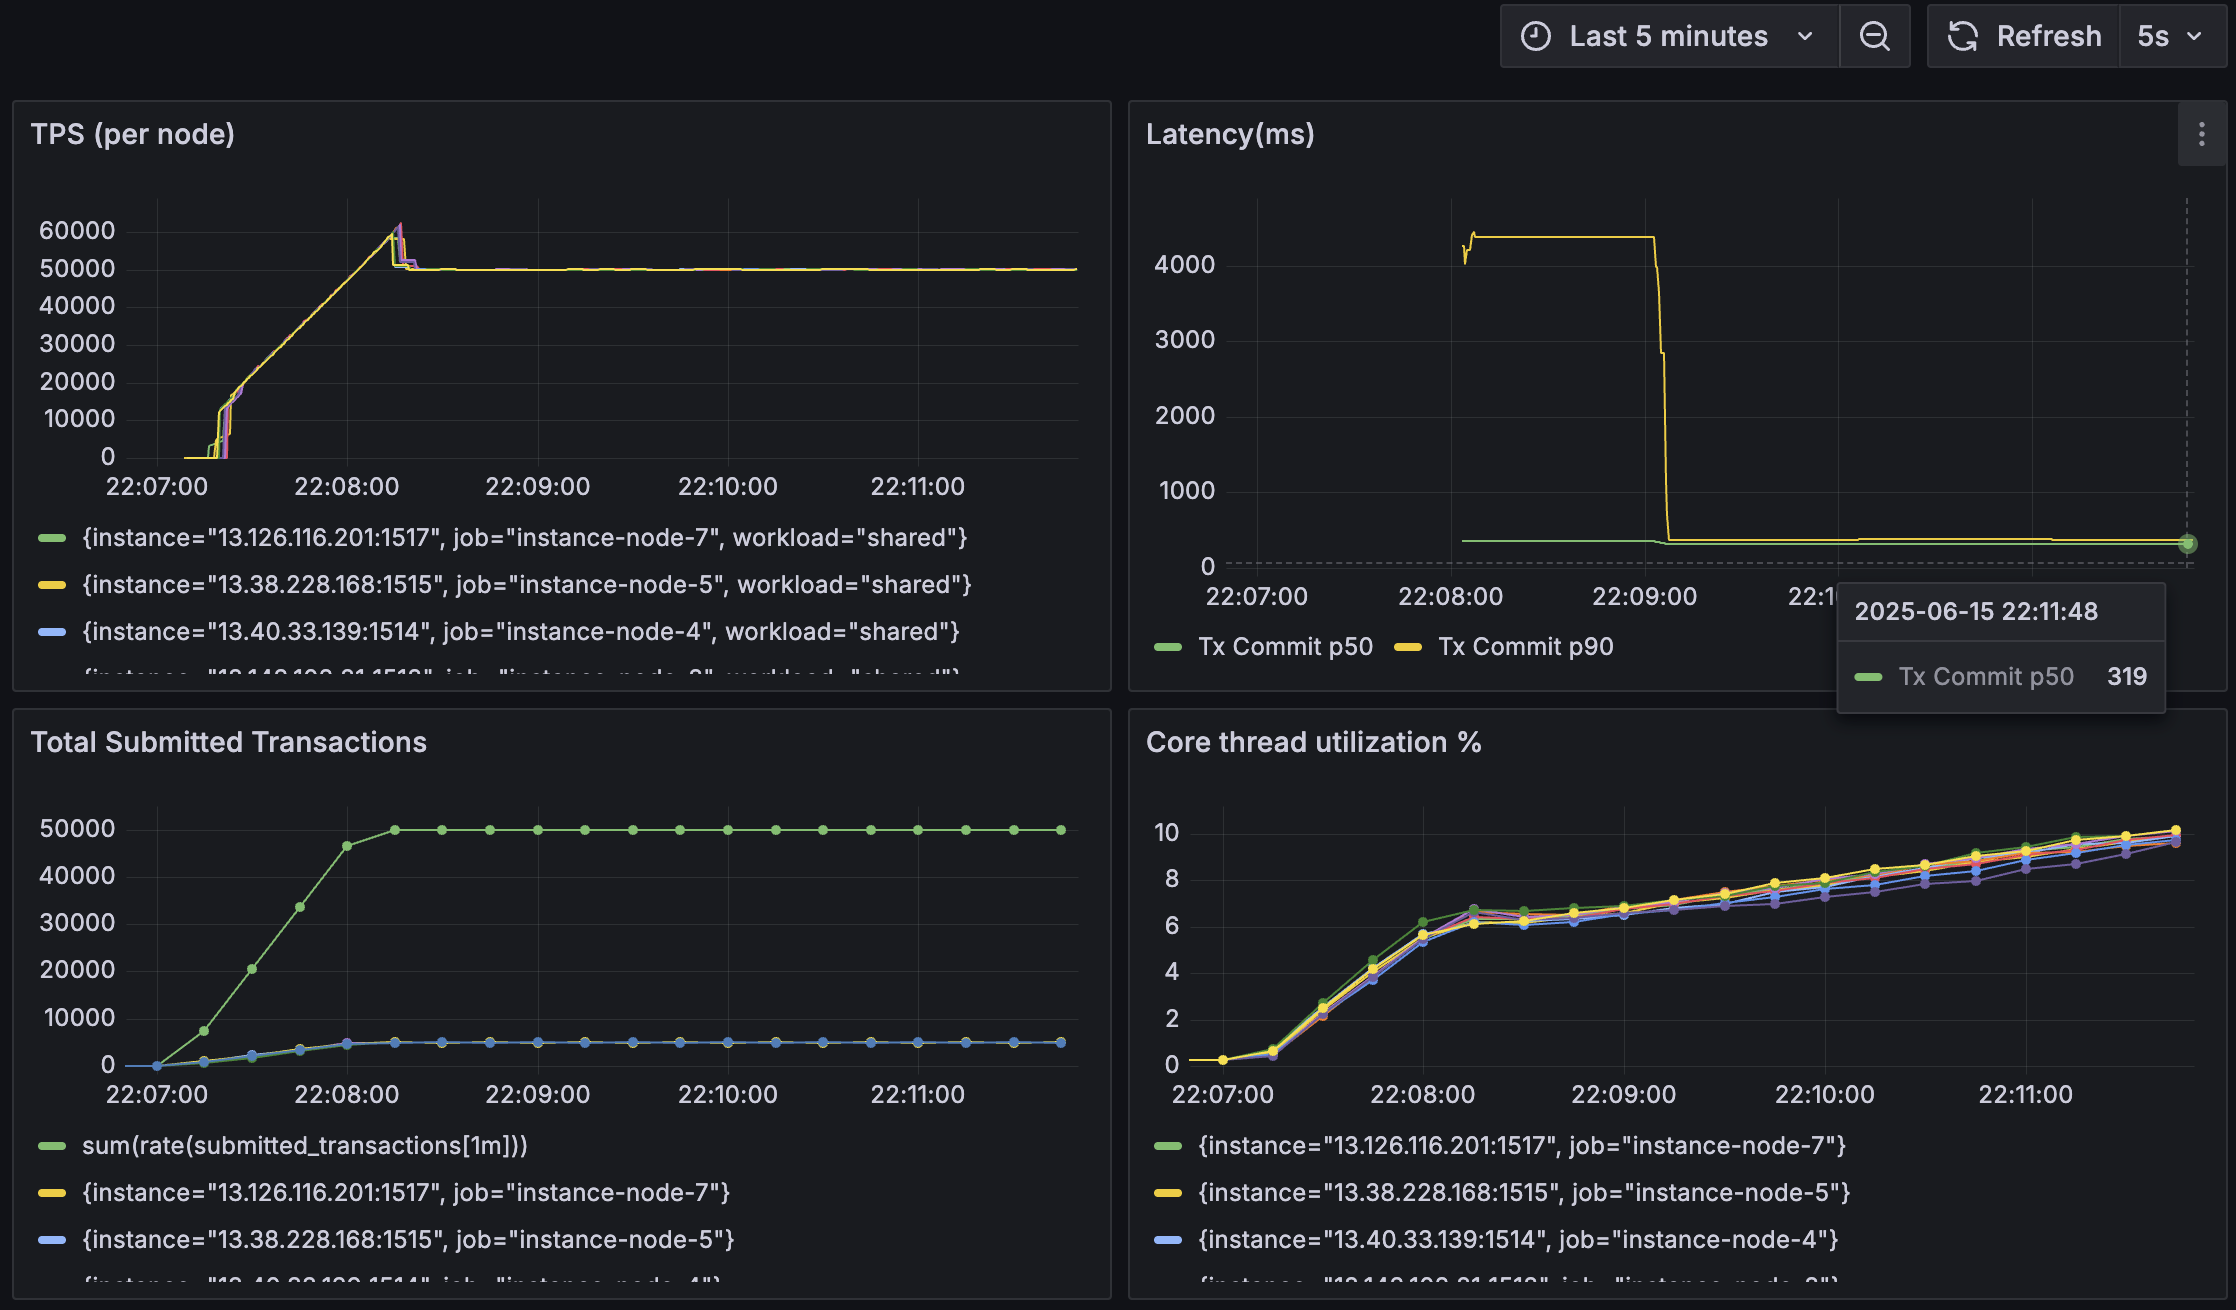 Last 5 minutes
Refresh
5s
TPS (per node)
60000
50000
40000
30000
20000
10000
0
22:07:00 22:08:00 22:09:00 22:10:00 22:11:00
{instance="13.126.116.201:1517", job="instance-node-7", workload="shared"}
{instance="13.38.228.168:1515", job="instance-node-5", workload="shared"}
{instance="13.40.33.139:1514", job="instance-node-4", workload="shared"}
Latency(ms)
4000
3000
2000
1000
0
22:07:00 22:08:00 22:09:00
Tx Commit p50 Tx Commit p90
2025-06-15 22:11:48
Tx Commit p50 319
Total Submitted Transactions
50000
40000
30000
20000
10000
0
22:07:00 22:08:00 22:09:00 22:10:00 22:11:00
sum(rate(submitted_transactions[1m]))
{instance="13.126.116.201:1517", job="instance-node-7"}
{instance="13.38.228.168:1515", job="instance-node-5"}
Core thread utilization %
10
8
6
4
2
0
22:07:00 22:08:00 22:09:00 22:10:00 22:11:00
{instance="13.126.116.201:1517", job="instance-node-7"}
{instance="13.38.228.168:1515", job="instance-node-5"}
{instance="13.40.33.139:1514", job="instance-node-4"}